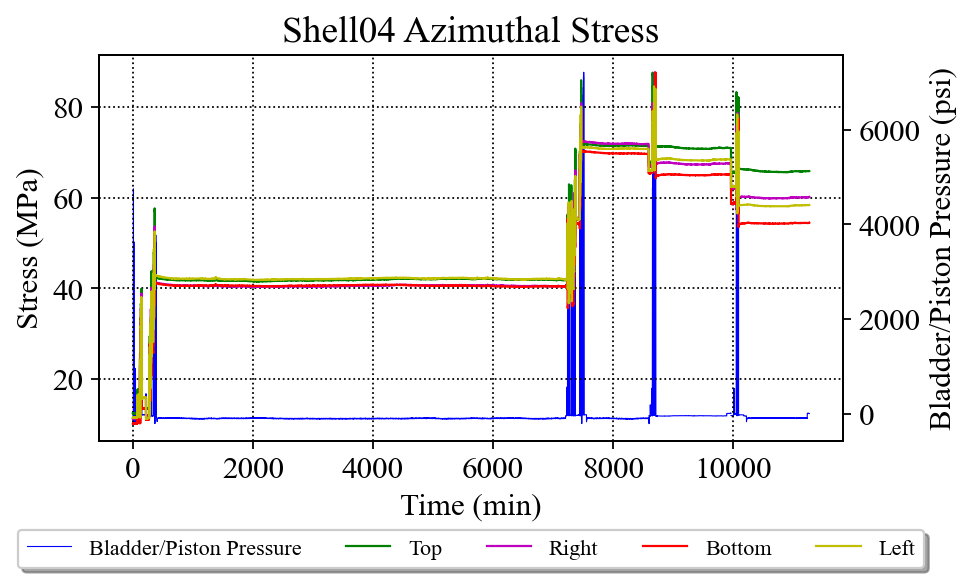 Shell04 Azimuthal Stress
Stress (MPa)
80
60
40
20
6000
4000
2000
0
Bladder/Piston Pressure (psi)
0 2000 4000 6000 8000 10000
Time (min)
Bladder/Piston Pressure Top Right Bottom Left